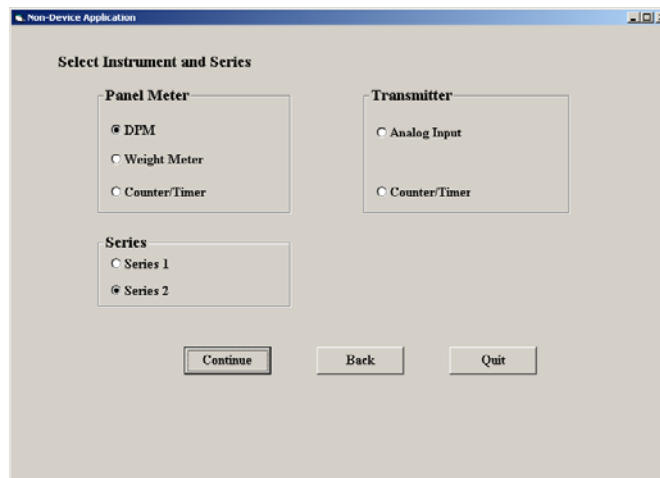 Non-Device Application
Select Instrument and Series
Panel Meter
DPM
Weight Meter
Counter/Timer
Transmitter
Analog Input
Counter/Timer
Series
Series 1
Series 2
Continue
Back
Quit